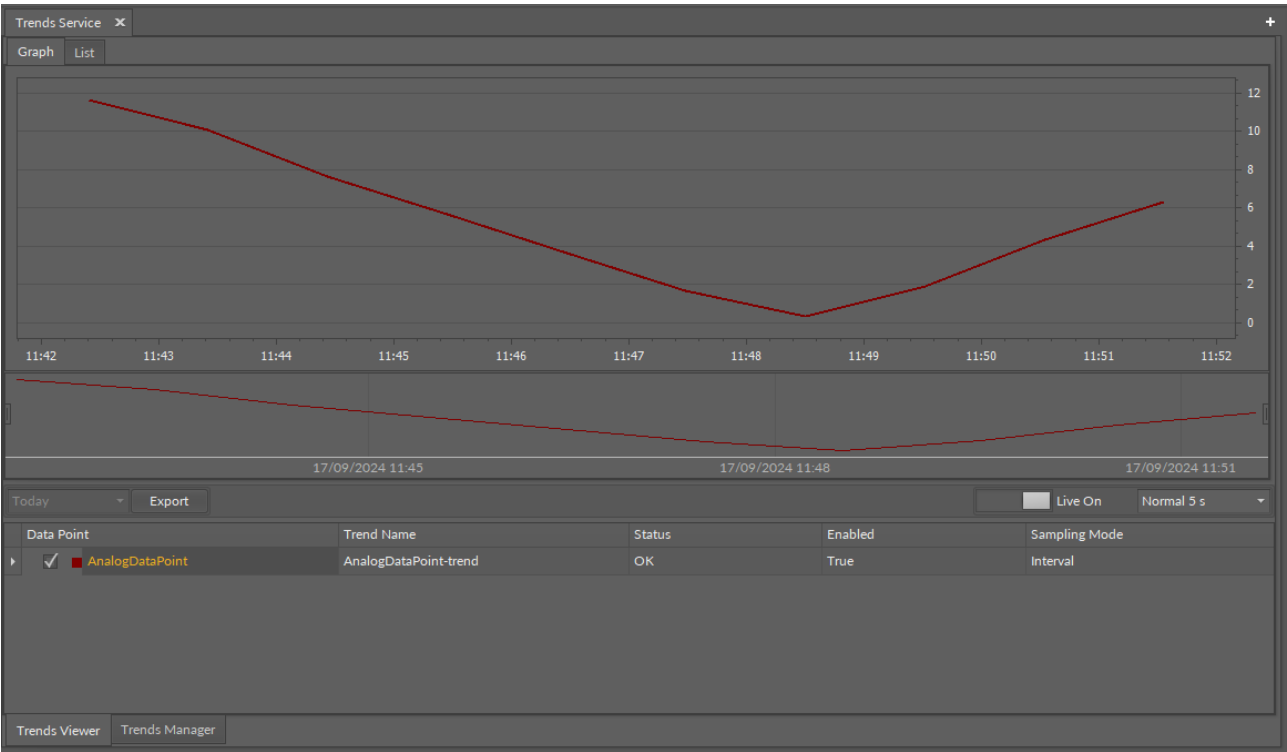 Trends Service
Graph List
12
10
8
6
4
2
0
11:42 11:43 11:44 11:45 11:46 11:47 11:48 11:49 11:50 11:51 11:52
17/09/2024 11:45 17/09/2024 11:48 17/09/2024 11:51
Today Export Live On Normal 5 s
Data Point Trend Name Status Enabled Sampling Mode
AnalogDataPoint AnalogDataPoint-trend OK True Interval
Trends Viewer Trends Manager